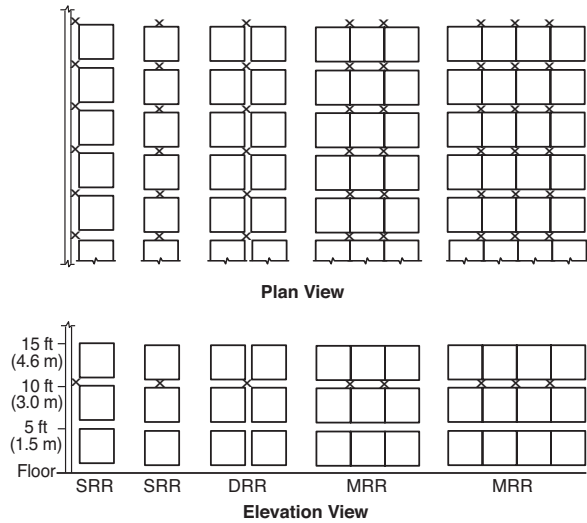 Plan View
15 ft
(4.6 m)
10 ft
(3.0 m)
5 ft
(1.5 m)
Floor
SRR SRR DRR MRR MRR
Elevation View